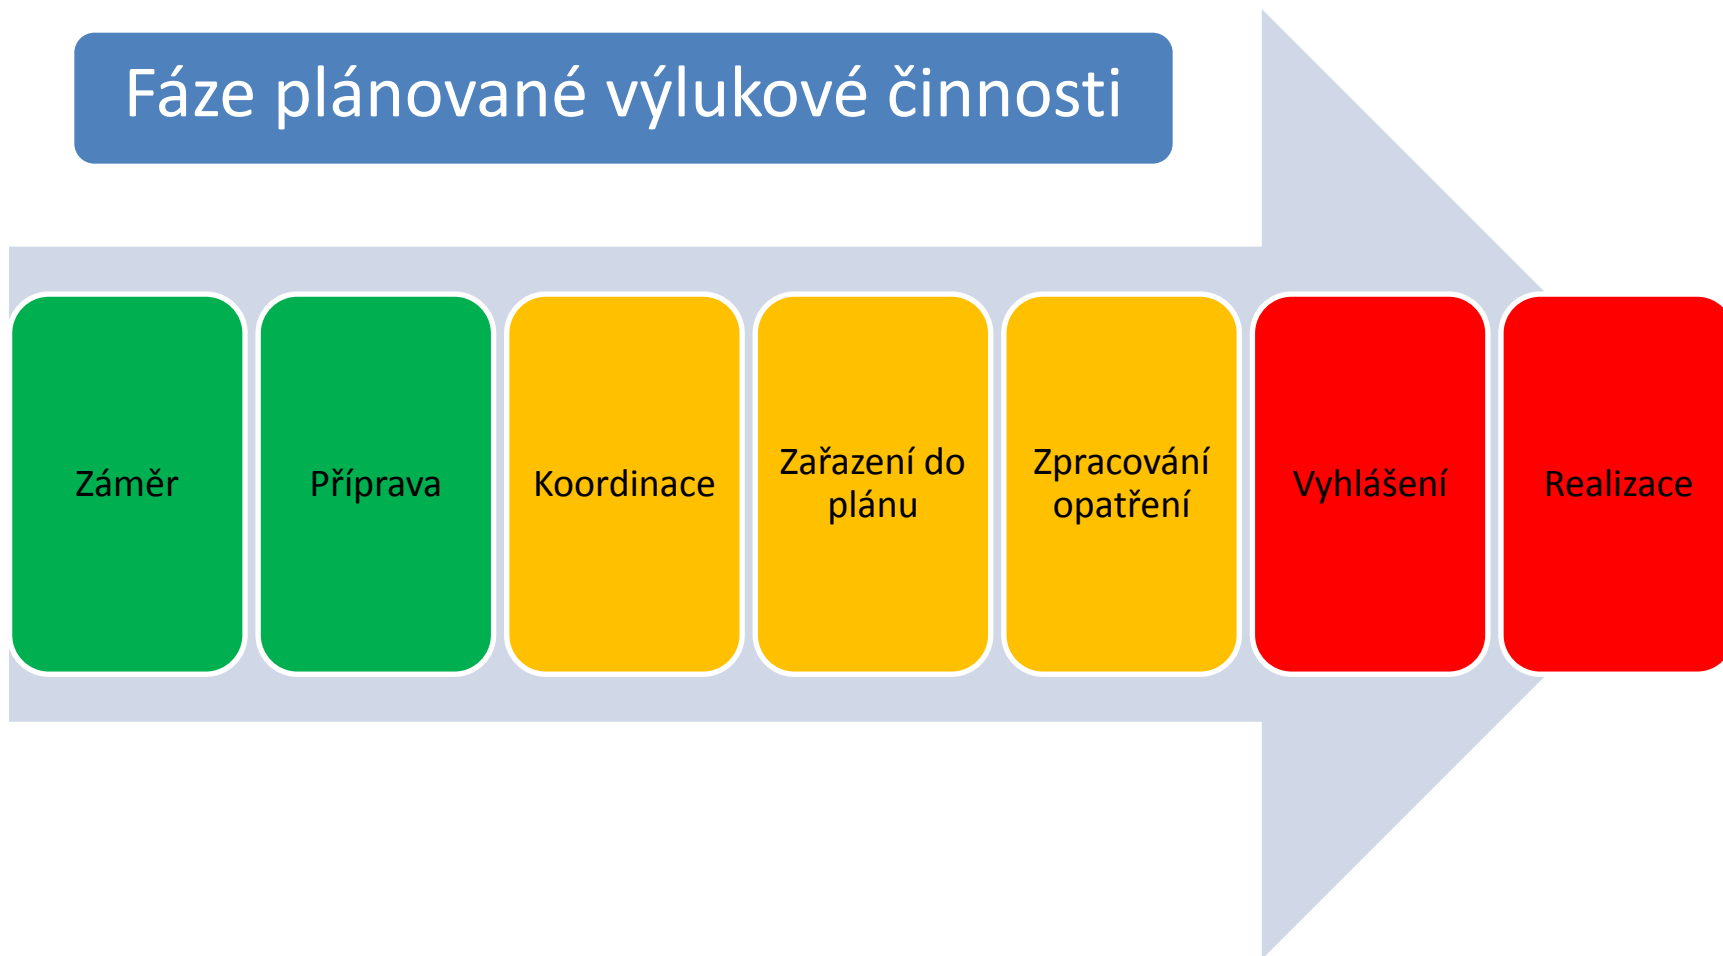 Fáze plánované výlukové činnosti
Záměr
Příprava
Koordinace
Zařazení do
plánu
Zpracování
opatření
Vyhlášení
Realizace